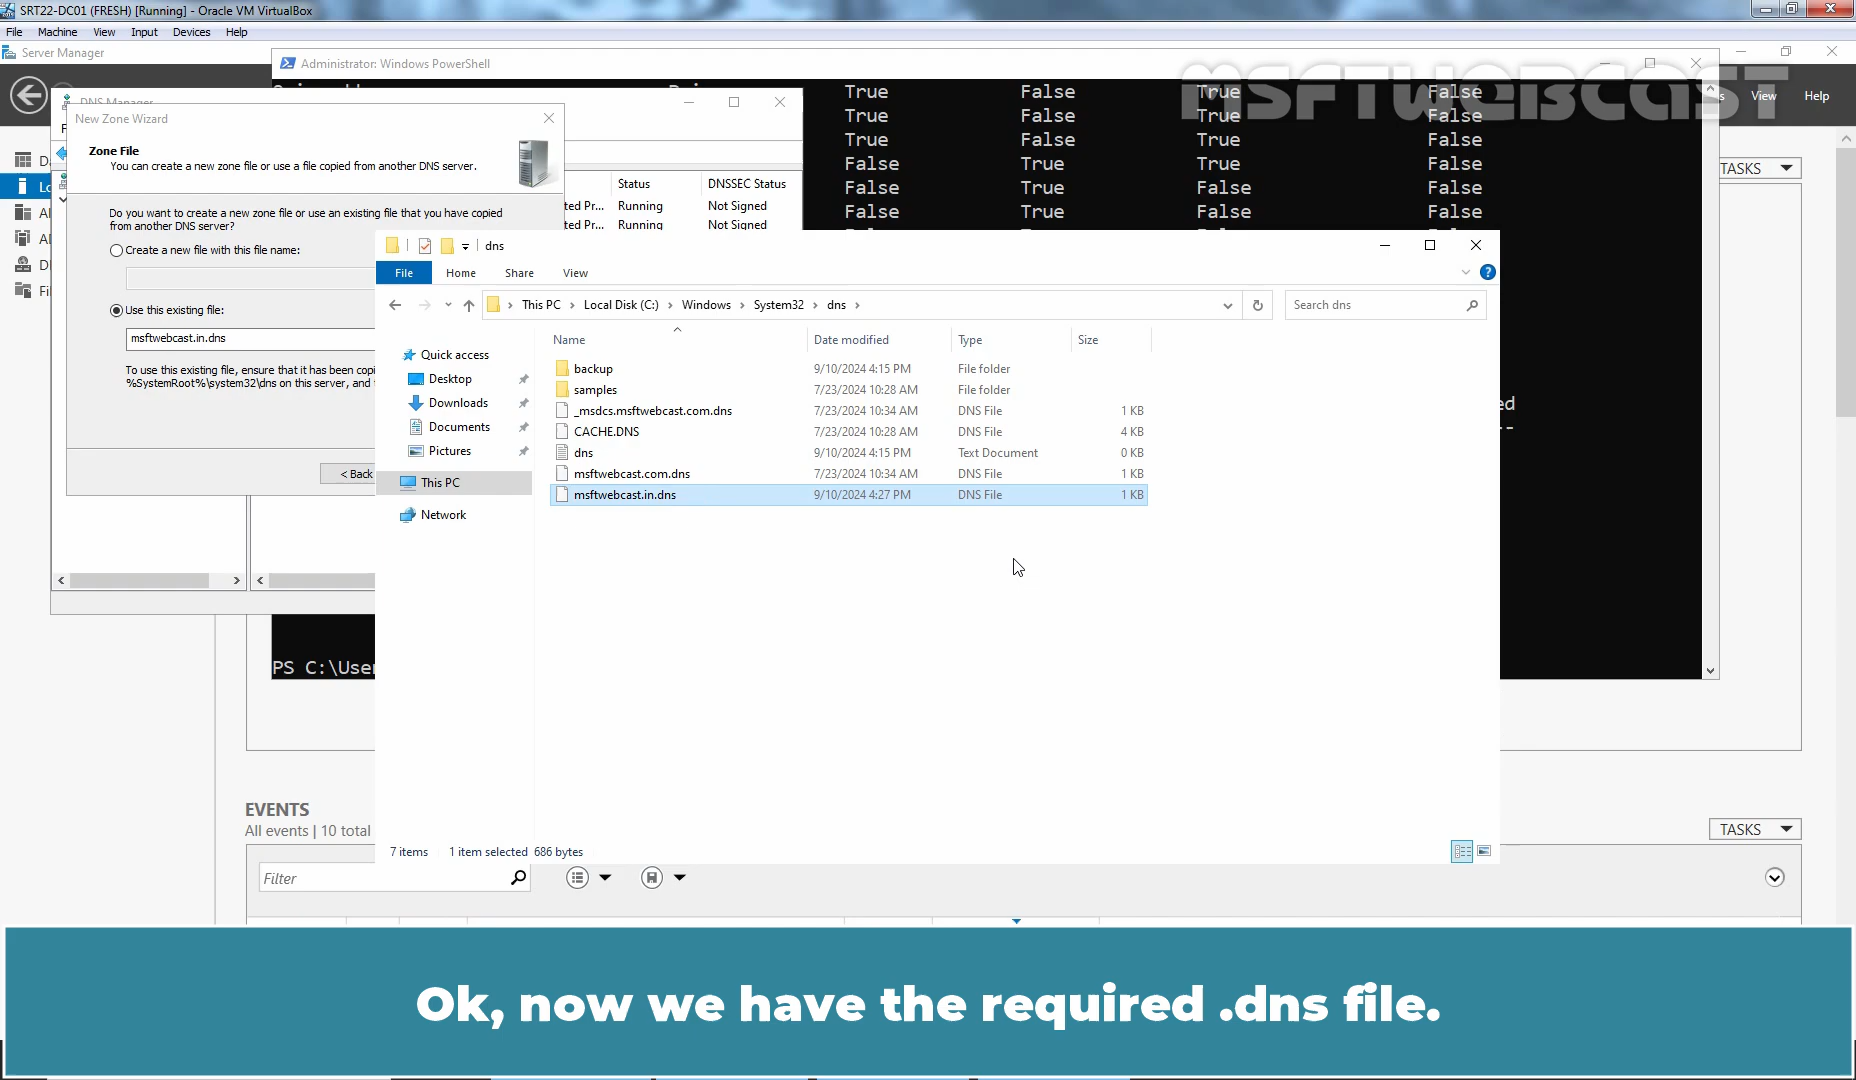 SRT22-DC01 (FRESH) [Running] - Oracle VM VirtualBox
File Machine View Input Devices Help
Server Manager
Administrator: Windows PowerShell
MSFTWEBCAST
View Help
True False True False
True False True False
True False True False
False True True False
False True False False
False True False False
DNS Manager
New Zone Wizard
Zone File
You can create a new zone file or use a file copied from another DNS server.
Do you want to create a new zone file or use an existing file that you have copied
from another DNS server?
Create a new file with this file name:
Use this existing file:
msftwebcast.in.dns
To use this existing file, ensure that it has been copi
%SystemRoot%\system32\dns on this server, and
< Back
Status DNSSEC Status
ted Pr... Running Not Signed
ted Pr... Running Not Signed
TASKS
dns
File Home Share View
This PC > Local Disk (C:) > Windows > System32 > dns >
Search dns
Quick access
Desktop
Downloads
Documents
Pictures
This PC
Network
Name Date modified Type Size
backup 9/10/2024 4:15 PM File folder
samples 7/23/2024 10:28 AM File folder
_msdcs.msftwebcast.com.dns 7/23/2024 10:34 AM DNS File 1 KB
CACHE.DNS 7/23/2024 10:28 AM DNS File 4 KB
dns 9/10/2024 4:15 PM Text Document 0 KB
msftwebcast.com.dns 7/23/2024 10:34 AM DNS File 1 KB
msftwebcast.in.dns 9/10/2024 4:27 PM DNS File 1 KB
7 items 1 item selected 686 bytes
ed
--
PS C:\User
EVENTS
All events | 10 total
TASKS
Filter
Ok, now we have the required .dns file.